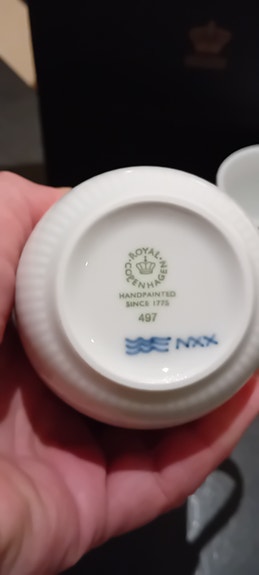 ROYAL
COPENHAGEN
HANDPAINTED
SINCE 1775
497
NXX